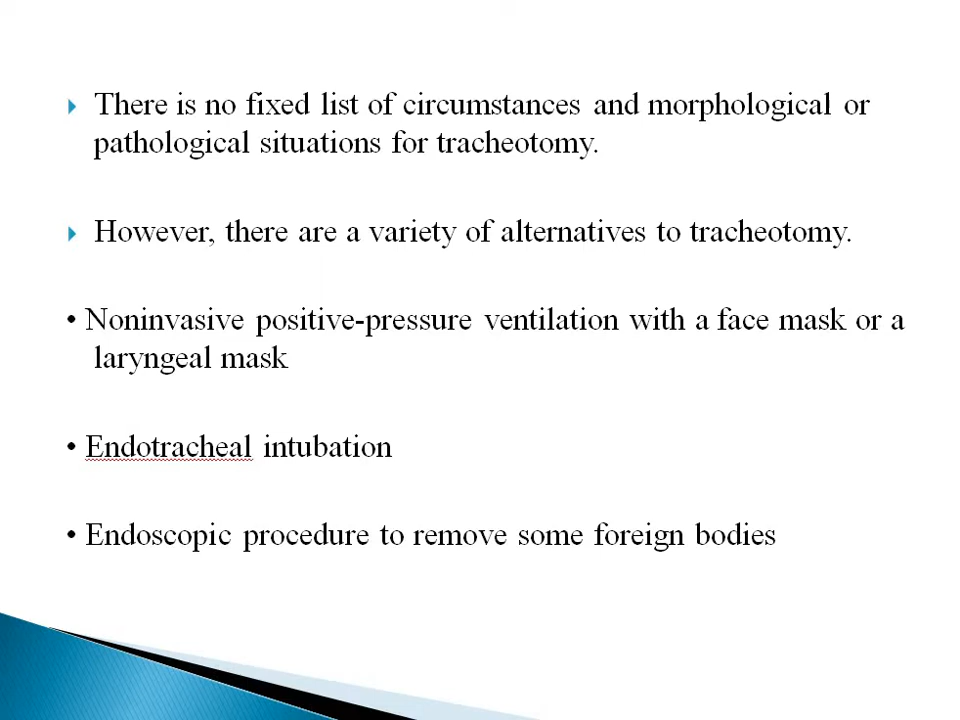 There is no fixed list of circumstances and morphological or
pathological situations for tracheotomy.
However, there are a variety of alternatives to tracheotomy.
• Noninvasive positive-pressure ventilation with a face mask or a
laryngeal mask
• Endotracheal intubation
• Endoscopic procedure to remove some foreign bodies